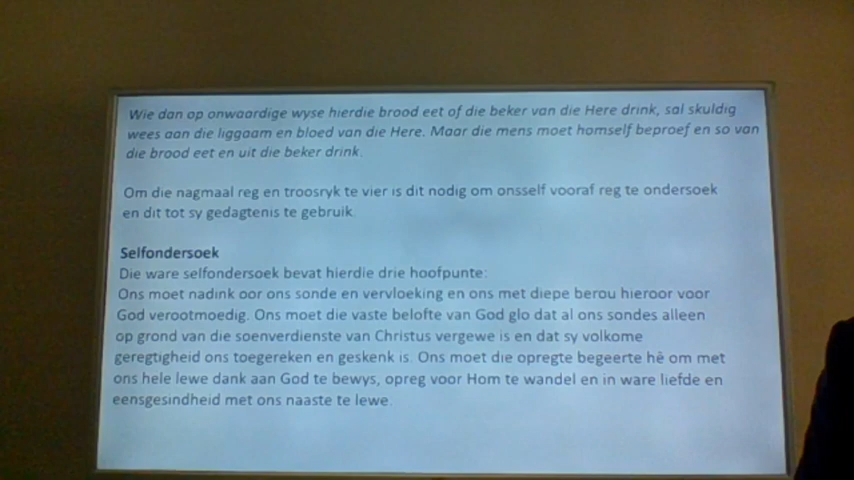 Wie dan op onwaardige wyse hierdie brood eet of die beker van die Here drink, sal skuldig
wees aan die liggaam en bloed van die Here. Maar die mens moet homself beproef en so van
die brood eet en uit die beker drink.
Om die nagmaal reg en troosryk te vier is dit nodig om onsself vooraf reg te ondersoek
en dit tot sy gedagtenis te gebruik.
Selfondersoek
Die ware selfondersoek bevat hierdie drie hoofpunte:
Ons moet nadink oor ons sonde en vervloeking en ons met diepe berou hieroor voor
God verootmoedig. Ons moet die vaste belofte van God glo dat al ons sondes alleen
op grond van die soenverdienste van Christus vergewe is en dat sy volkome
geregtigheid ons toegereken en geskenk is. Ons moet die opregte begeerte hê om met
ons hele lewe dank aan God te bewys, opreg voor Hom te wandel en in ware liefde en
eensgesindheid met ons naaste te lewe.